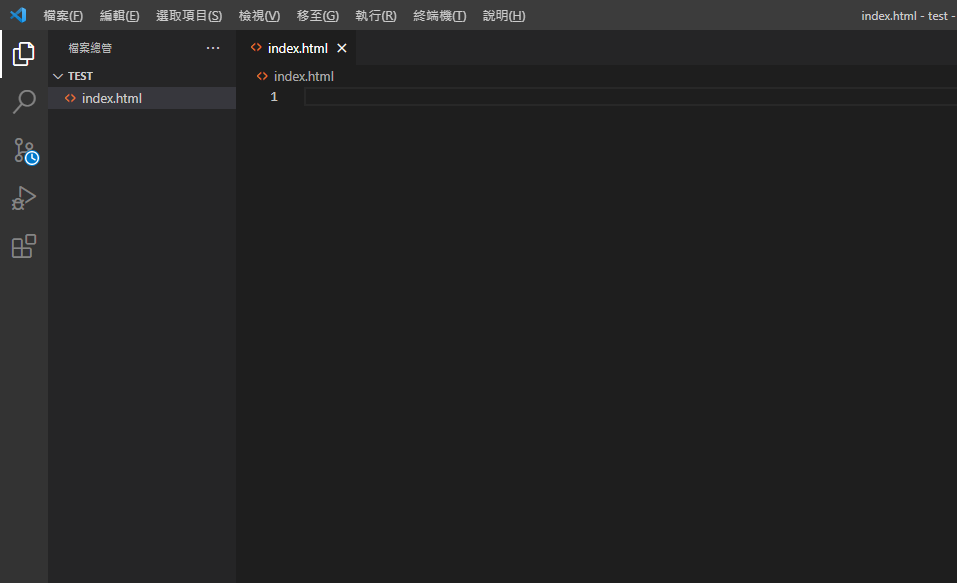 檔案(F) 編輯(E) 選取項目(S) 檢視(V) 移至(G) 執行(R) 終端機(T) 說明(H) index.html - test -
檔案總管 ···
TEST
index.html
index.html
index.html
1